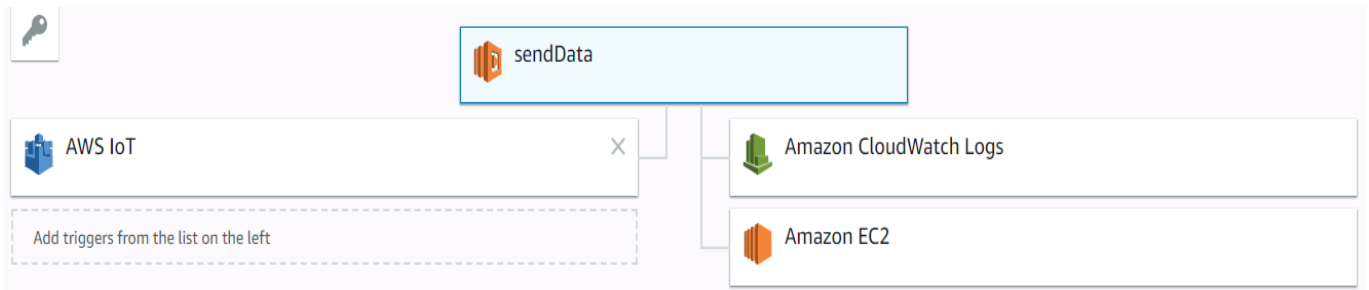 sendData
AWS IoT
Amazon CloudWatch Logs
Add triggers from the list on the left
Amazon EC2